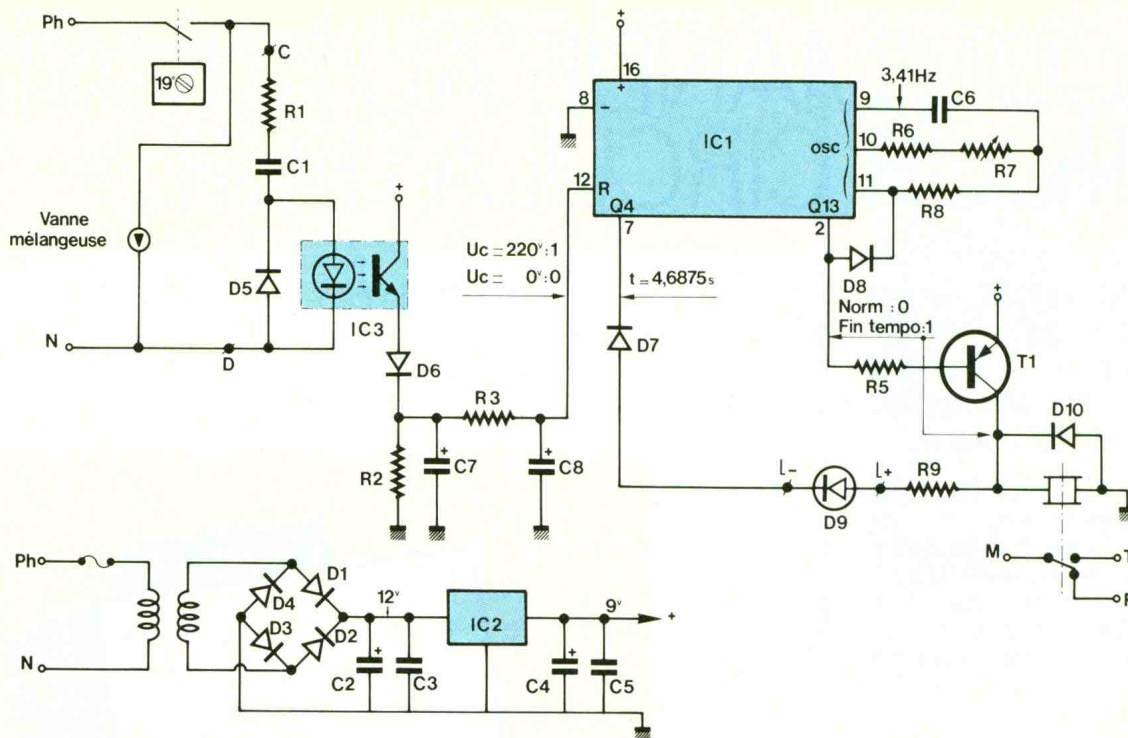 Ph
19°
C
R1
C1
Vanne
mélangeuse
D5
IC3
N
D
+
D6
R3
R2
+
C7
+
C8
Uc = 220v : 1
Uc = 0v : 0
+
16
+
8
−
IC1
12
R
Q4
7
osc
Q13
2
9
10
11
3,41Hz
C6
R6
R7
R8
t = 4,6875s
D7
D8
Norm : 0
Fin tempo : 1
R5
+
T1
D10
L−
D9
L+
R9
M
T
Ph
N
D1
D4
D3
D2
12v
IC2
9v
+
+
C2
C3
+
C4
C5